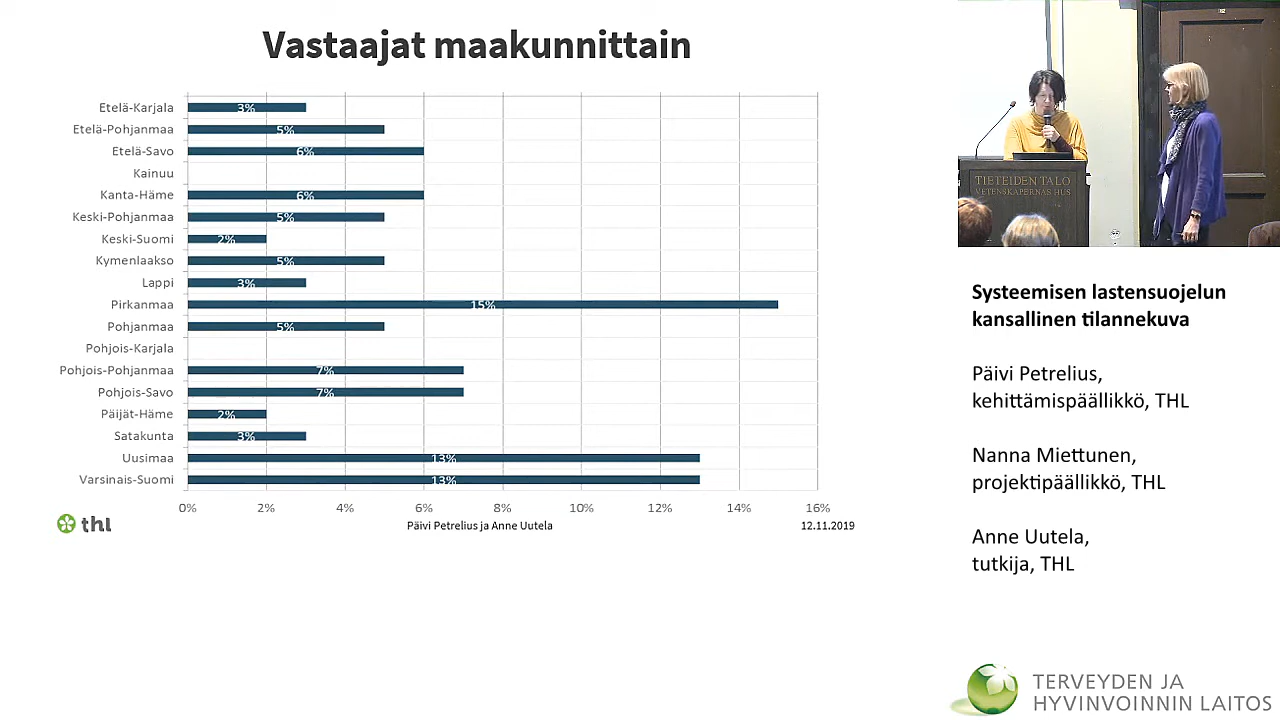 Vastaajat maakunnittain
Etelä-Karjala 3%
Etelä-Pohjanmaa 5%
Etelä-Savo 6%
Kainuu
Kanta-Häme 6%
Keski-Pohjanmaa 5%
Keski-Suomi 2%
Kymenlaakso 5%
Lappi 3%
Pirkanmaa 15%
Pohjanmaa 5%
Pohjois-Karjala
Pohjois-Pohjanmaa 7%
Pohjois-Savo 7%
Päijät-Häme 2%
Satakunta 3%
Uusimaa 13%
Varsinais-Suomi 13%
0% 2% 4% 6% 8% 10% 12% 14% 16%
thl
Päivi Petrelius ja Anne Uutela
12.11.2019
TIETEIDEN TALO
VETENSKAPERNAS HUS
Systeemisen lastensuojelun
kansallinen tilannekuva
Päivi Petrelius,
kehittämispäällikkö, THL
Nanna Miettunen,
projektipäällikkö, THL
Anne Uutela,
tutkija, THL
TERVEYDEN JA
HYVINVOINNIN LAITOS